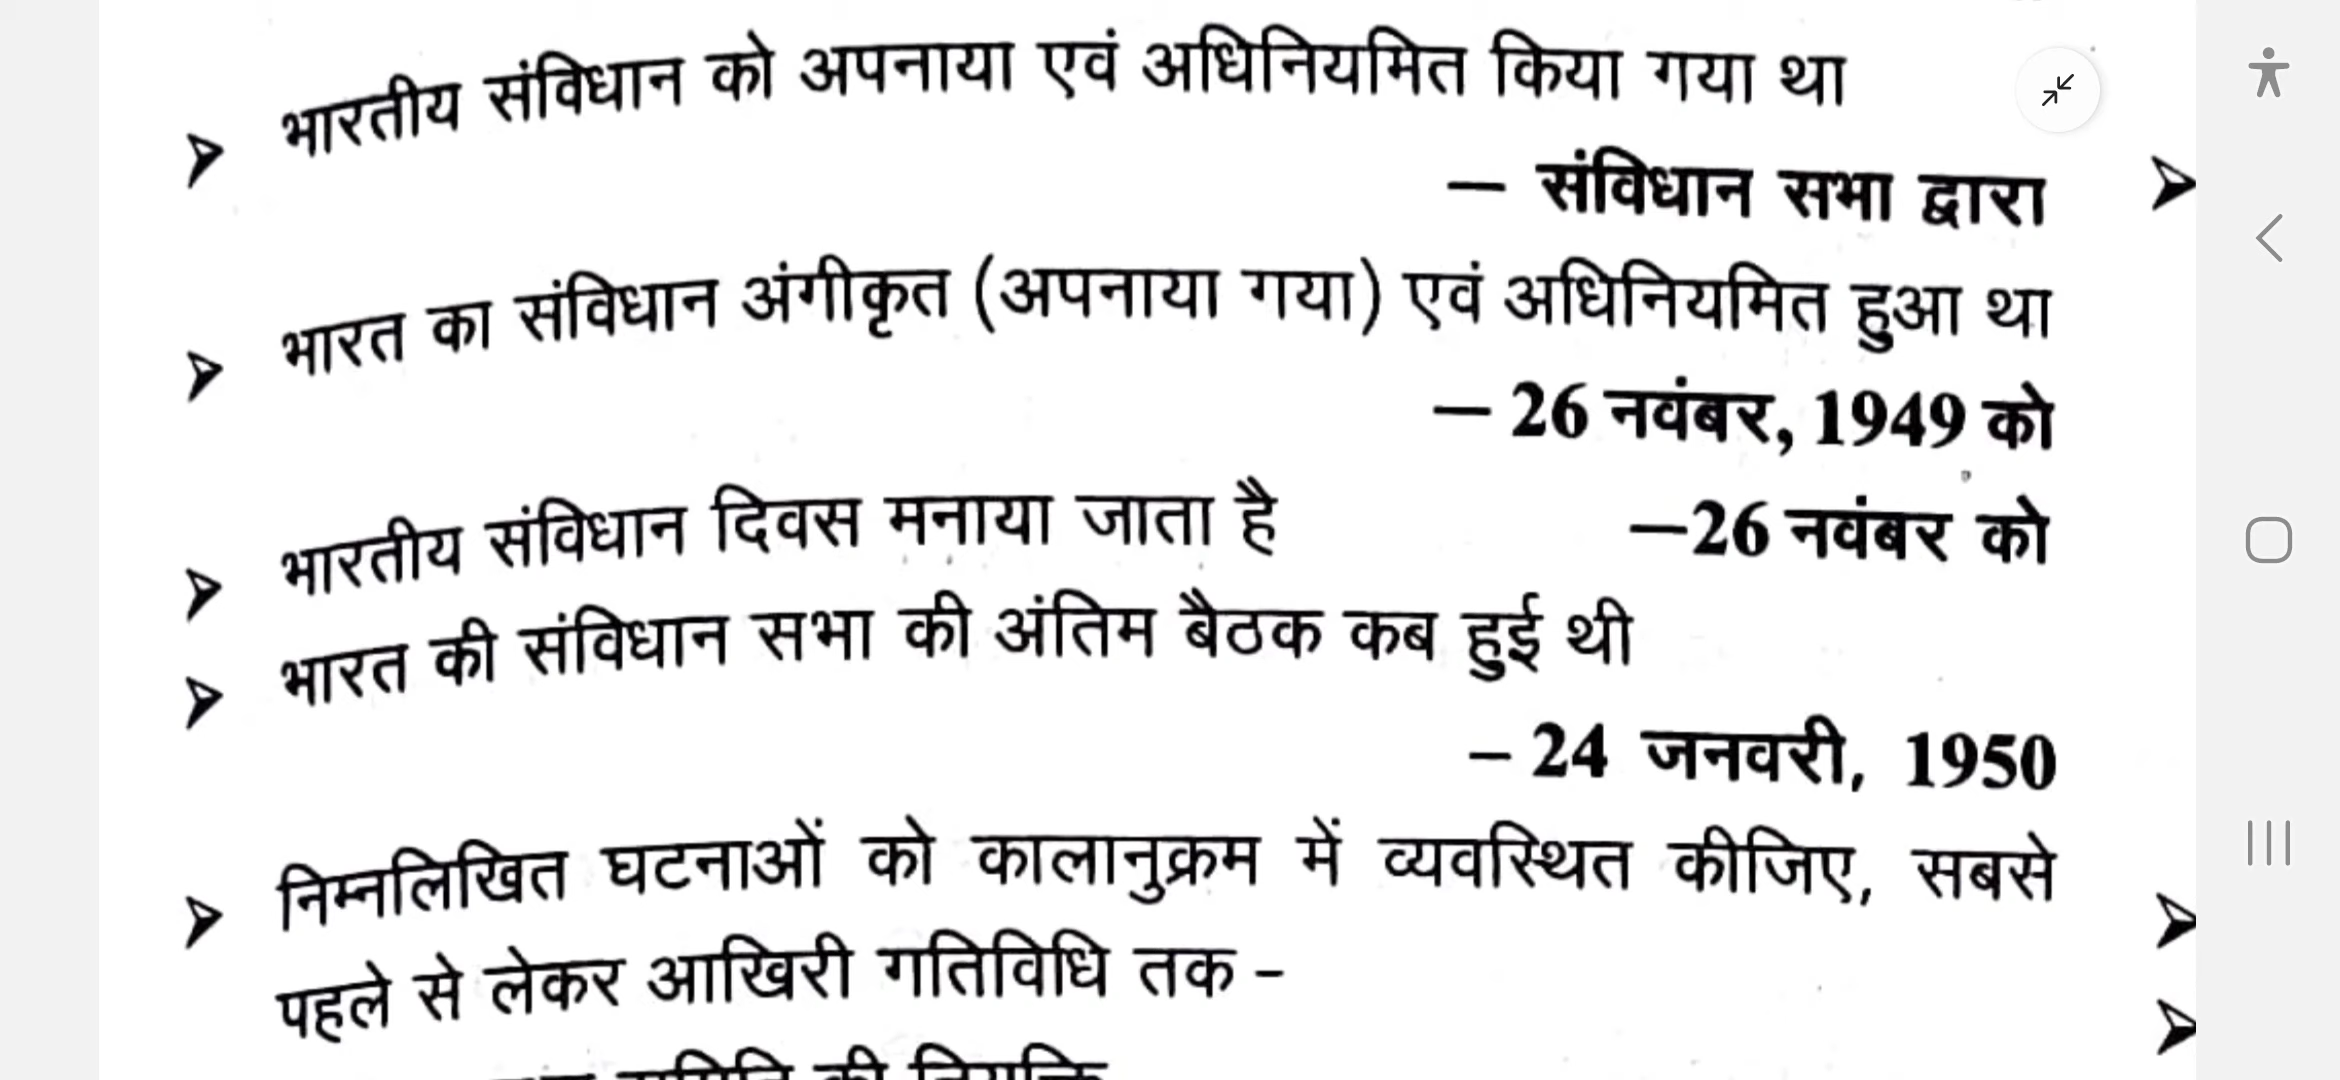 ➤ भारतीय संविधान को अपनाया एवं अधिनियमित किया गया था
— संविधान सभा द्वारा
➤ भारत का संविधान अंगीकृत (अपनाया गया) एवं अधिनियमित हुआ था
— 26 नवंबर, 1949 को
➤ भारतीय संविधान दिवस मनाया जाता है —26 नवंबर को
➤ भारत की संविधान सभा की अंतिम बैठक कब हुई थी
– 24 जनवरी, 1950
➤ निम्नलिखित घटनाओं को कालानुक्रम में व्यवस्थित कीजिए, सबसे
पहले से लेकर आखिरी गतिविधि तक -
समिति की नियुक्ति